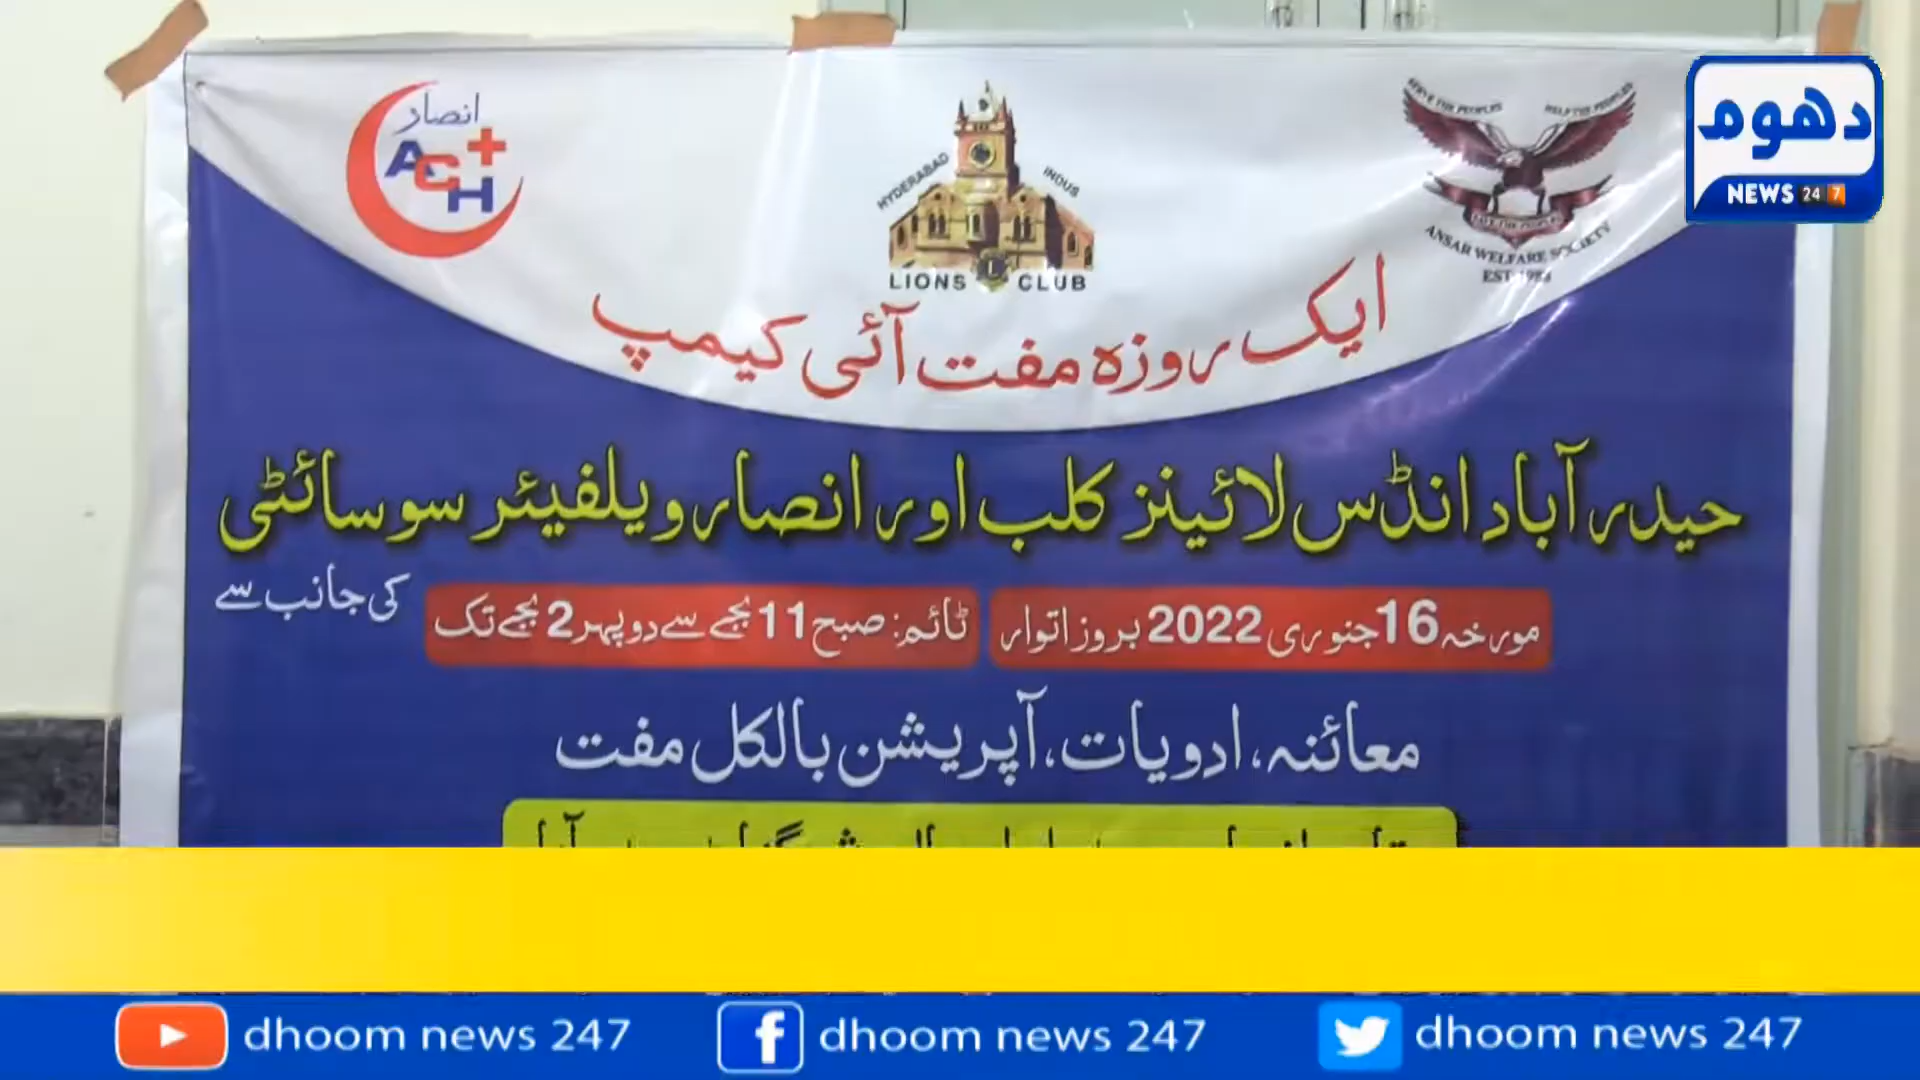 انصار
ACH
HYDERABAD INDUS
LIONS CLUB
SERVE THE PEOPLES HELP THE PEOPLES
ANSAR WELFARE SOCIETY
EST 1986
دھوم
NEWS 24 7
ایک روزہ مفت آئی کیمپ
حیدرآباد انڈس لائینز کلب اور انصار ویلفیئر سوسائٹی
مورخہ 16 جنوری 2022 بروز اتوار ٹائم: صبح 11 بجے سے دوپہر 2 بجے تک کی جانب سے
معائنہ، ادویات، آپریشن بالکل مفت
dhoom news 247 dhoom news 247 dhoom news 247